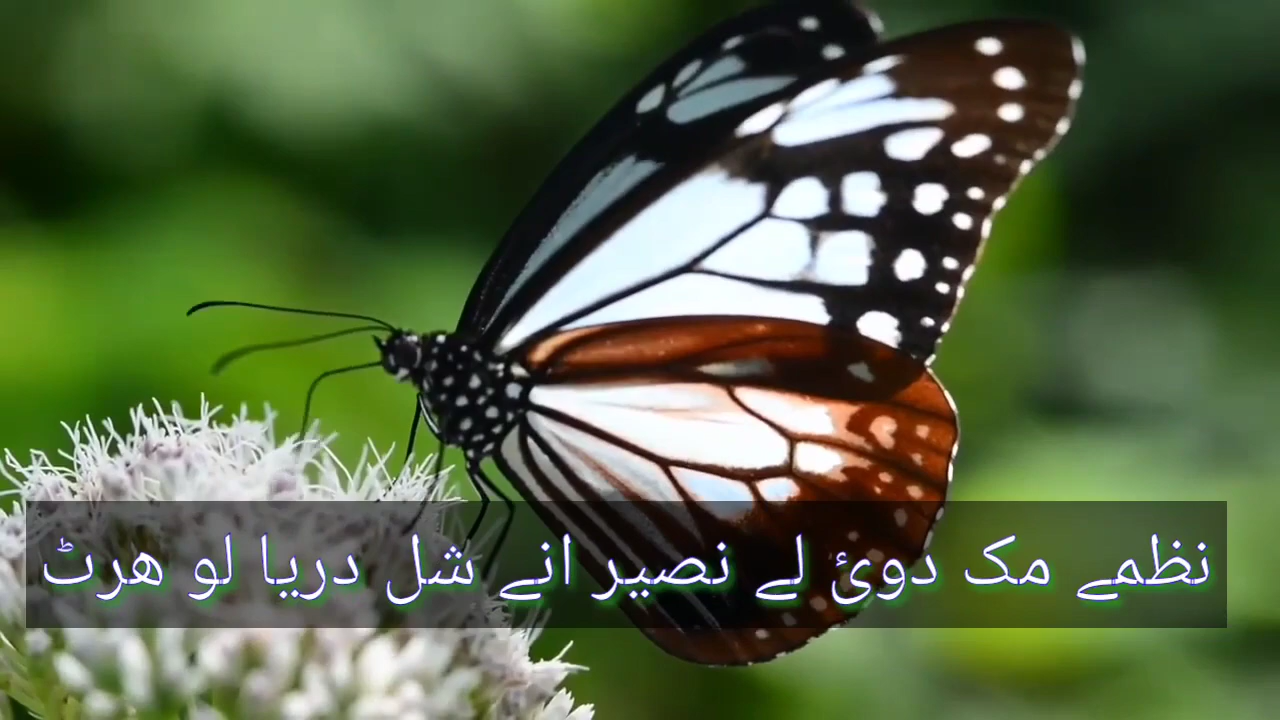 نظمے مک دوئ لے نصیر انے شل دریا لو ھرٹ